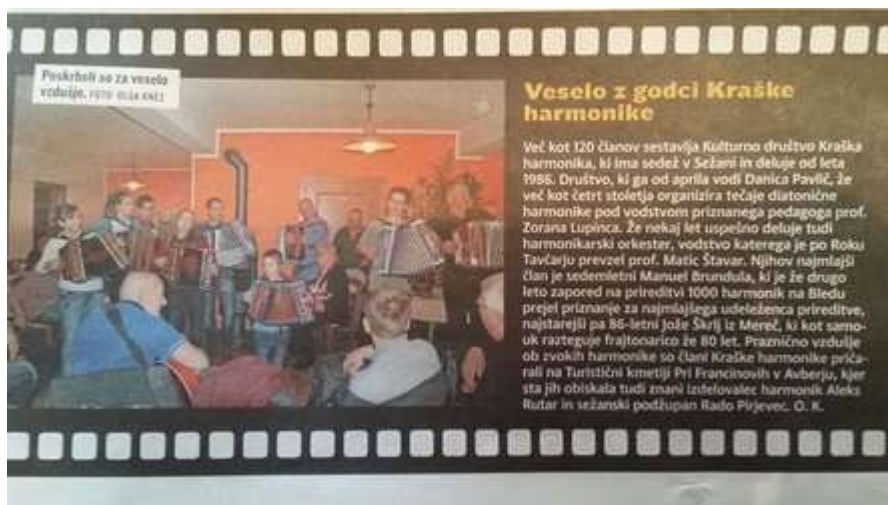 Poskrbeli so za veselo
vzdušje. FOTO: OLGA KNEZ
Veselo z godci Kraške
harmonike
Več kot 120 članov sestavlja Kulturno društvo Kraška
harmonika, ki ima sedež v Sežani in deluje od leta
1986. Društvo, ki ga od aprila vodi Danica Pavlič, že
več kot četrt stoletja organizira tečaje diatonične
harmonike pod vodstvom priznanega pedagoga prof.
Zorana Lupinca. Že nekaj let uspešno deluje tudi
harmonikarski orkester, vodstvo katerega je po Roku
Tavčarju prevzel prof. Matic Štavar. Njihov najmlajši
član je sedemletni Manuel Brundula, ki je že drugo
leto zapored na prireditvi 1000 harmonik na Bledu
prejel priznanje za najmlajšega udeleženca prireditve,
najstarejši pa 86-letni Jože Škrlj iz Mereč, ki kot samo-
uk razteguje frajtonarico že 80 let. Praznično vzdušje
ob zvokih harmonike so člani Kraške harmonike priča-
rali na Turistični kmetiji Pri Francinovih v Avberju, kjer
sta jih obiskala tudi znani izdelovalec harmonik Aleks
Rutar in sežanski podžupan Rado Pirjevec. O. K.